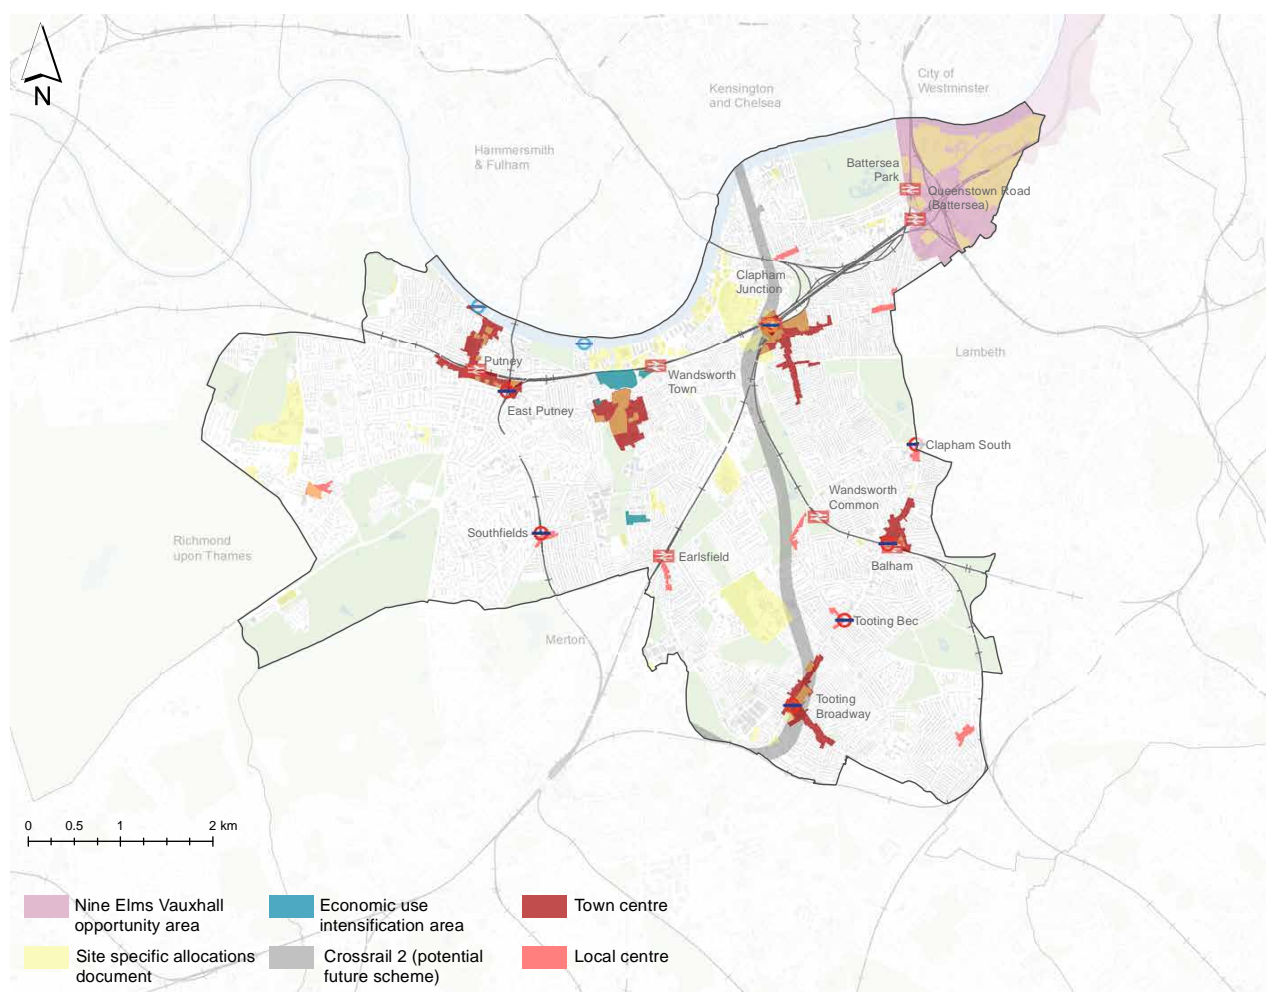 N
City of
Westminster
Kensington
and Chelsea
Hammersmith
& Fulham
Battersea
Park
Queenstown Road
(Battersea)
Clapham
Junction
Lambeth
Putney
Wandsworth
Town
East Putney
Clapham South
Wandsworth
Common
Southfields
Richmond
upon Thames
Earlsfield
Balham
Tooting Bec
Merton
Tooting
Broadway
0 0.5 1 2 km
Nine Elms Vauxhall
opportunity area
Economic use
intensification area
Town centre
Site specific allocations
document
Crossrail 2 (potential
future scheme)
Local centre